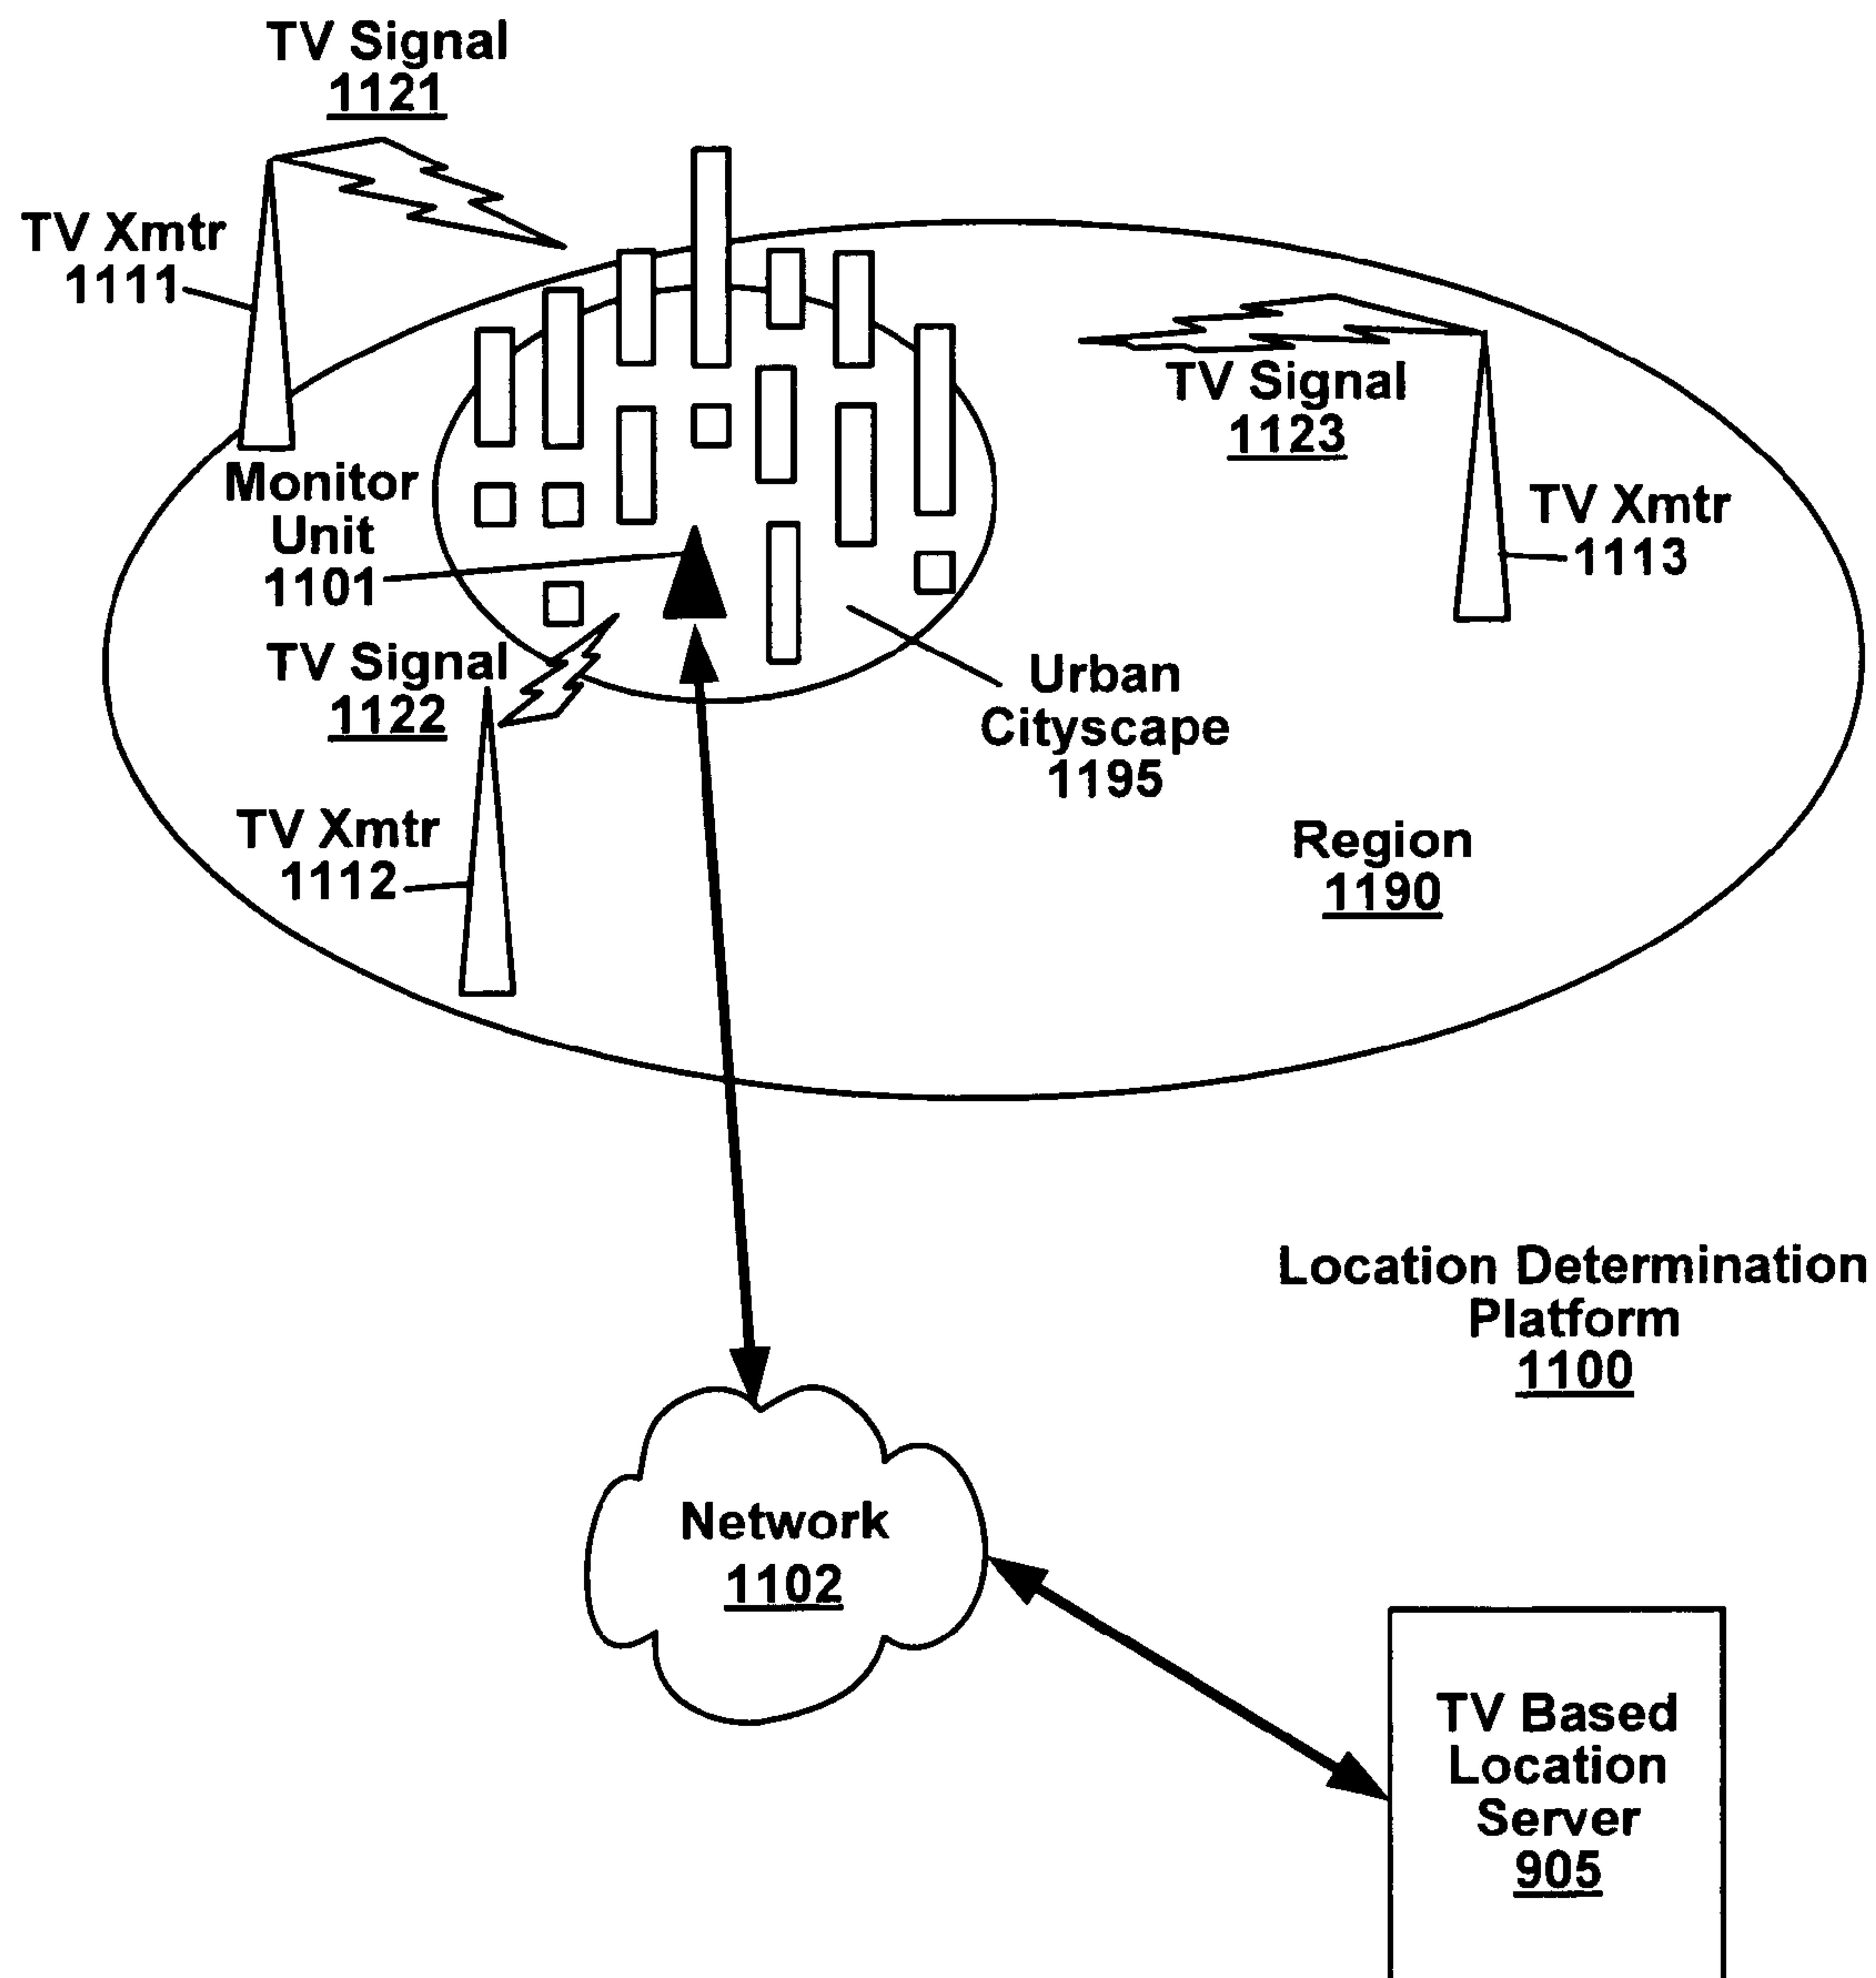 TV Signal
1121
TV Xmtr
1111
TV Signal
1123
Monitor
Unit
1101
TV Xmtr
1113
TV Signal
1122
Urban
Cityscape
1195
TV Xmtr
1112
Region
1190
Location Determination
Platform
1100
Network
1102
TV Based
Location
Server
905